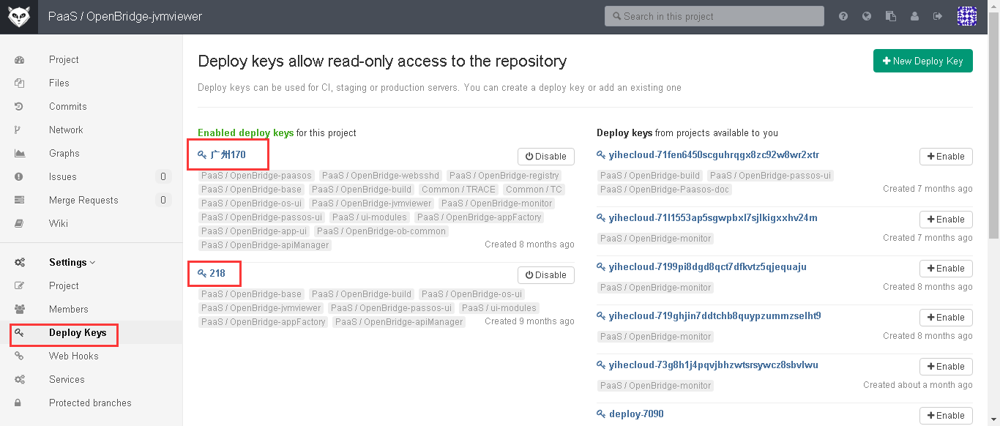 PaaS / OpenBridge-jvmviewer
Search in this project
Project
Files
Commits
Network
Graphs
Issues 0
Merge Requests 0
Wiki
Settings
Project
Members
Deploy Keys
Web Hooks
Services
Protected branches
Deploy keys allow read-only access to the repository
New Deploy Key
Deploy keys can be used for CI, staging or production servers. You can create a deploy key or add an existing one
Enabled deploy keys for this project
广州170
Disable
PaaS / OpenBridge-paasos PaaS / OpenBridge-websshd PaaS / OpenBridge-registry
PaaS / OpenBridge-base PaaS / OpenBridge-build Common / TRACE Common / TC
PaaS / OpenBridge-os-ui PaaS / OpenBridge-jvmviewer PaaS / OpenBridge-monitor
PaaS / OpenBridge-passos-ui PaaS / ui-modules PaaS / OpenBridge-appFactory
PaaS / OpenBridge-app-ui PaaS / OpenBridge-ob-common
PaaS / OpenBridge-apiManager
Created 8 months ago
218
Disable
PaaS / OpenBridge-base PaaS / OpenBridge-build PaaS / OpenBridge-os-ui
PaaS / OpenBridge-jvmviewer PaaS / OpenBridge-passos-ui PaaS / ui-modules
PaaS / OpenBridge-appFactory PaaS / OpenBridge-apiManager
Created 9 months ago
Deploy keys from projects available to you
yihecloud-71fen6450scguhrqgx8zc92w8wr2xtr
Enable
PaaS / OpenBridge-build PaaS / OpenBridge-passos-ui
PaaS / OpenBridge-Paasos-doc
Created 7 months ago
yihecloud-71l1553ap5sgwpbxl7sjlkigxxhv24m
Enable
PaaS / OpenBridge-monitor
Created 7 months ago
yihecloud-7199pi8dgd8qct7dfkvtz5qjequaju
Enable
PaaS / OpenBridge-monitor
Created 8 months ago
yihecloud-719ghjin7ddtchb8quypzummzselht9
Enable
PaaS / OpenBridge-monitor
Created 8 months ago
yihecloud-73g8h1j4pqvjbhzwtsrsywcz8sbvlwu
Enable
PaaS / OpenBridge-monitor
Created about a month ago
deploy-7090
Enable